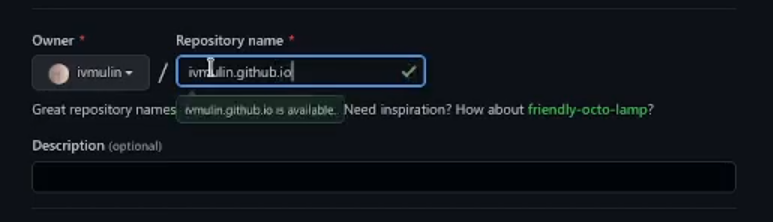 Owner * Repository name *
ivmulin / ivmulin.github.io
Great repository names ivmulin.github.io is available. Need inspiration? How about friendly-octo-lamp?
Description (optional)